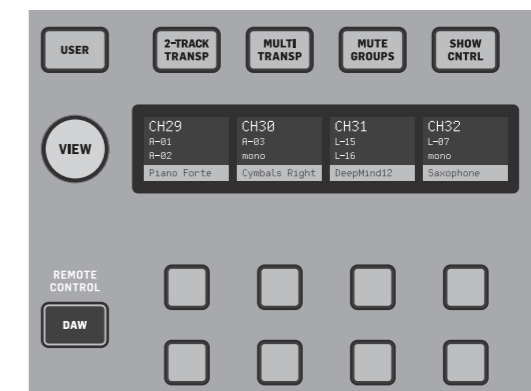 USER
2-TRACK
TRANSP
MULTI
TRANSP
MUTE
GROUPS
SHOW
CNTRL
VIEW
CH29
A-01
A-02
Piano Forte
CH30
A-03
mono
Cymbals Right
CH31
L-15
L-16
DeepMind12
CH32
L-07
mono
Saxophone
REMOTE
CONTROL
DAW